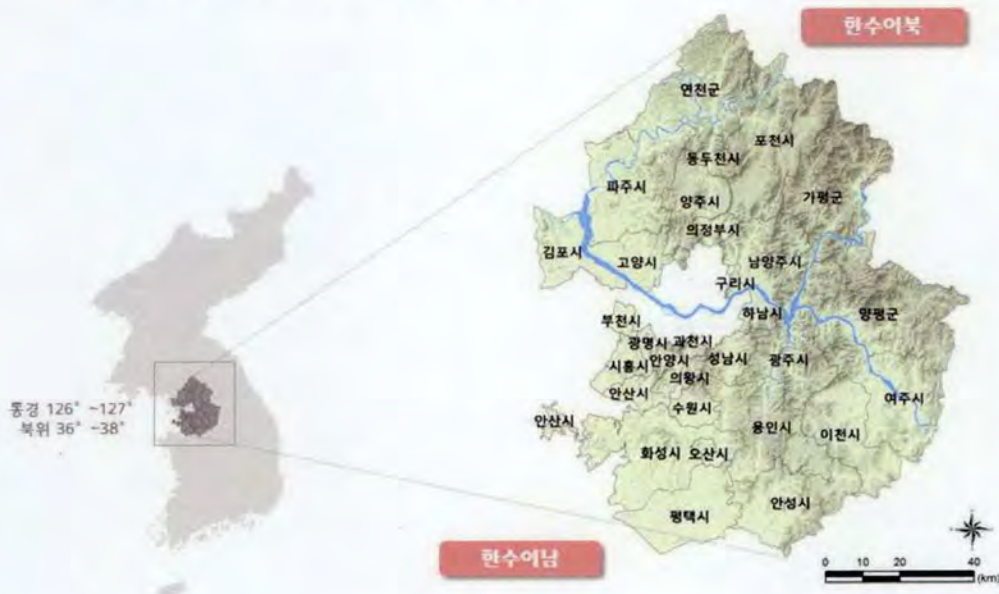 한수이북
연천군
포천시
동두천시
파주시
양주시
가평군
의정부시
김포시
고양시
남양주시
구리시
하남시
양평군
부천시
광명시
과천시
시흥시
안양시
성남시
광주시
의왕시
안산시
여주시
수원시
안산시
용인시
이천시
화성시
오산시
안성시
평택시
동경 126° ~127°
북위 36° ~38°
한수이남
0 10 20 40
(km)